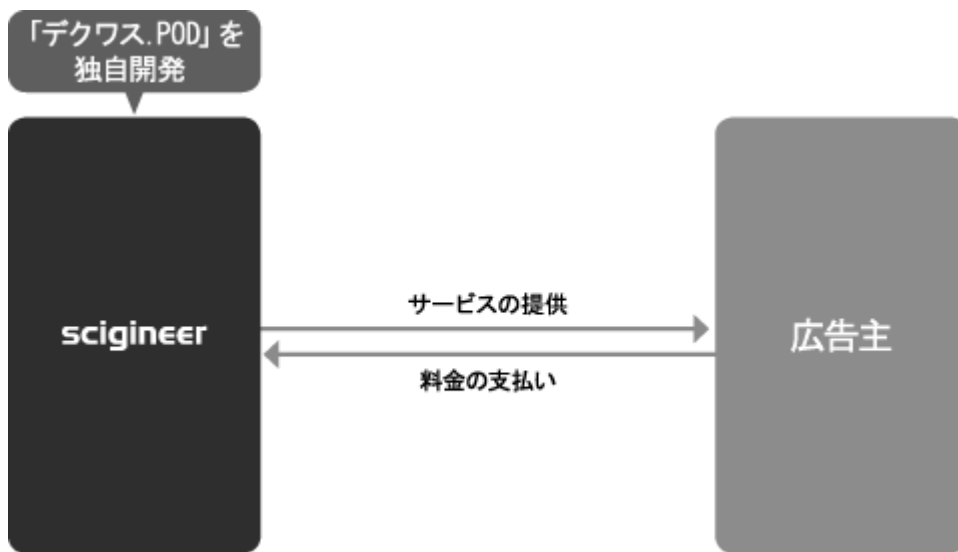 「デクワス.POD」を
独自開発
サービスの提供
scigineer
広告主
料金の支払い